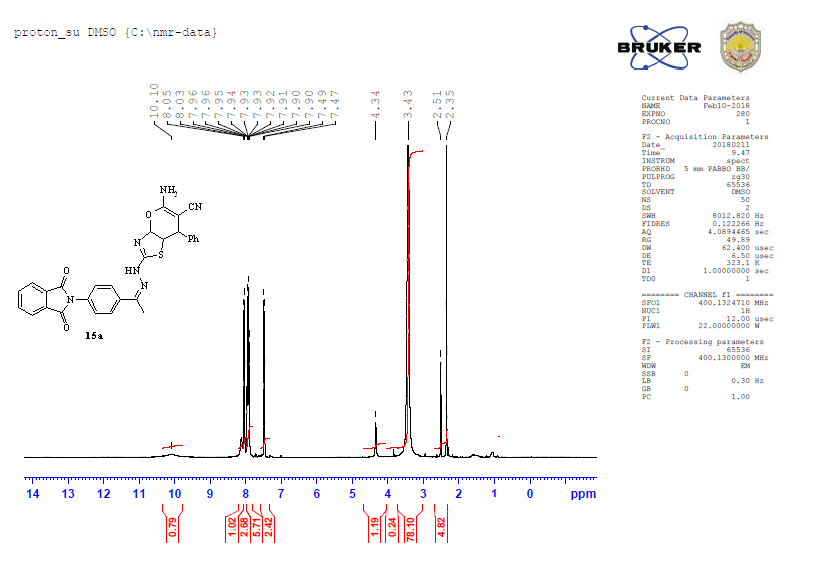 proton_su DMSO {C:\nmr-data}
BRUKER
10.10
8.05
8.03
7.96
7.96
7.95
7.94
7.93
7.93
7.92
7.91
7.90
7.90
7.49
7.47
4.34
3.43
2.51
2.35
Current Data Parameters
NAME Feb10-2018
EXPNO 280
PROCNO 1
F2 - Acquisition Parameters
Date_ 20180211
Time 9.47
INSTRUM spect
PROBHD 5 mm PABBO BB/
PULPROG zg30
TD 65536
SOLVENT DMSO
NS 50
DS 2
SWH 8012.820 Hz
FIDRES 0.122266 Hz
AQ 4.0894465 sec
RG 49.89
DW 62.400 usec
DE 6.50 usec
TE 323.1 K
D1 1.00000000 sec
TD0 1
======== CHANNEL f1 ========
SFO1 400.1324710 MHz
NUC1 1H
P1 12.00 usec
PLW1 22.00000000 W
F2 - Processing parameters
SI 65536
SF 400.1300000 MHz
WDW EM
SSB 0
LB 0.30 Hz
GB 0
PC 1.00
NH2
O
CN
N
S
Ph
HN
N
O
N
O
15a
14 13 12 11 10 9 8 7 6 5 4 3 2 1 0 ppm
0.79
1.02
2.68
5.71
2.42
1.19
0.24
78.10
4.82